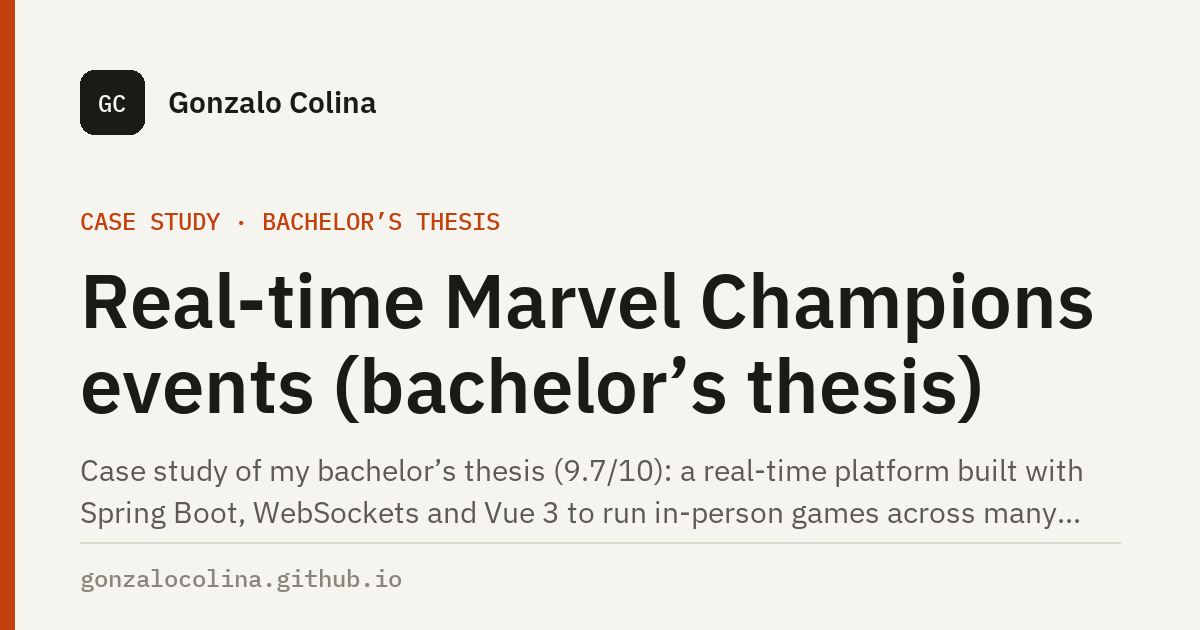 GC
Gonzalo Colina
CASE STUDY · BACHELOR’S THESIS
Real-time Marvel Champions
events (bachelor’s thesis)
Case study of my bachelor’s thesis (9.7/10): a real-time platform built with
Spring Boot, WebSockets and Vue 3 to run in-person games across many…
gonzalocolina.github.io